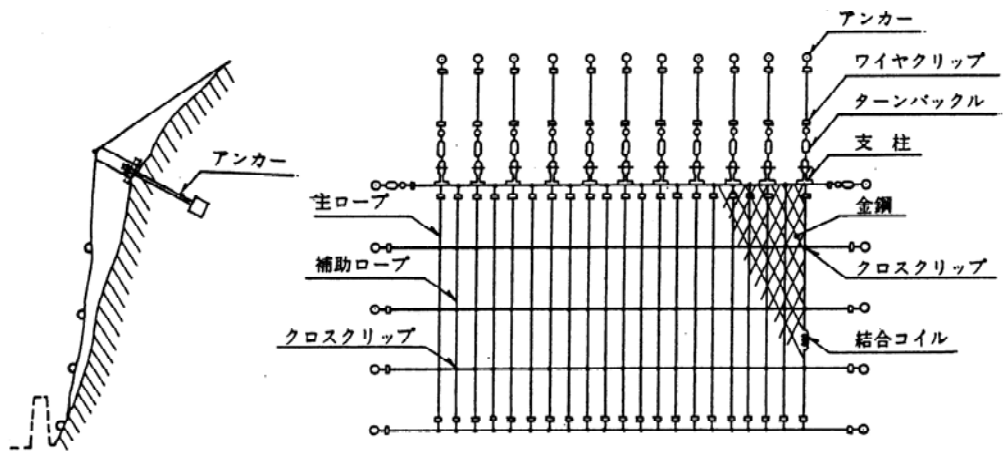 アンカー
ワイヤクリップ
ターンバックル
支柱
アンカー
主ロープ
金鋼
補助ロープ
クロスクリップ
クロスクリップ
結合コイル